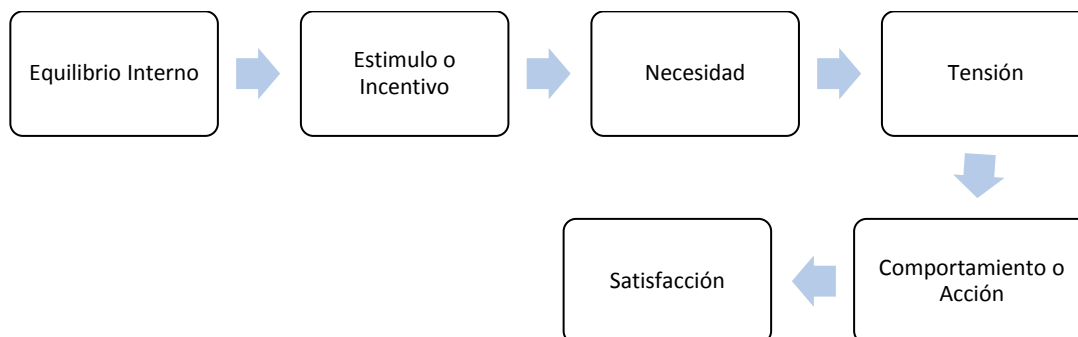 Equilibrio Interno
Estimulo o
Incentivo
Necesidad
Tensión
Comportamiento o
Acción
Satisfacción